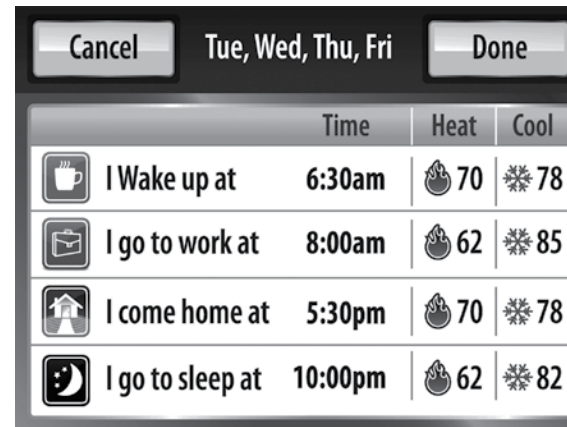 Cancel Tue, Wed, Thu, Fri Done
Time Heat Cool
I Wake up at 6:30am 70 78
I go to work at 8:00am 62 85
I come home at 5:30pm 70 78
I go to sleep at 10:00pm 62 82